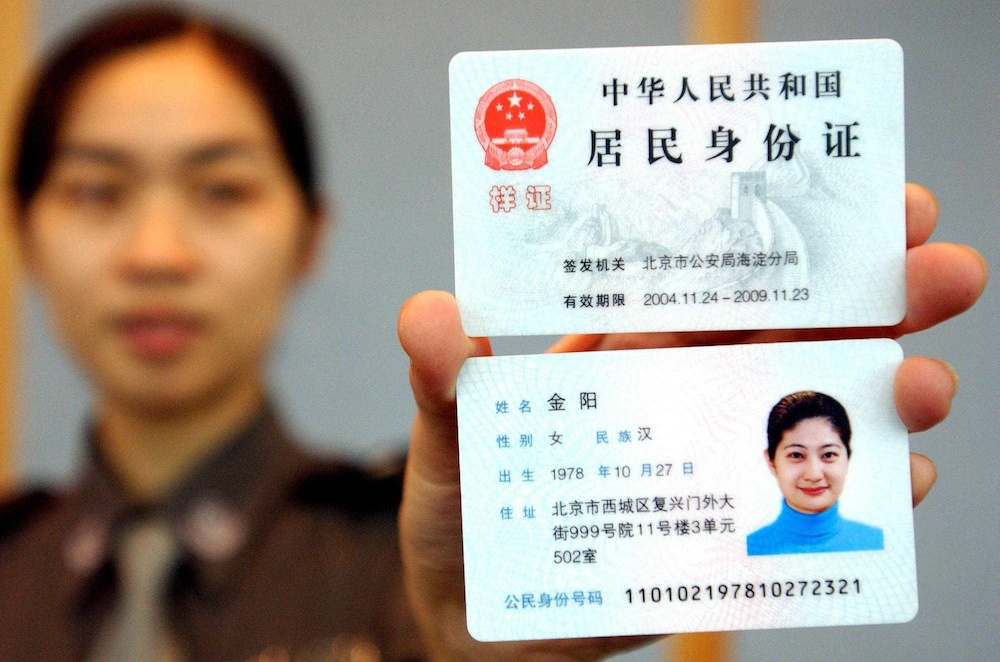 中华人民共和国
居民身份证
样证
签发机关 北京市公安局海淀分局
有效期限 2004.11.24-2009.11.23
姓名 金阳
性别 女 民族 汉
出生 1978 年 10 月 27 日
住址 北京市西城区复兴门外大
街999号院11号楼3单元
502室
公民身份号码 110102197810272321